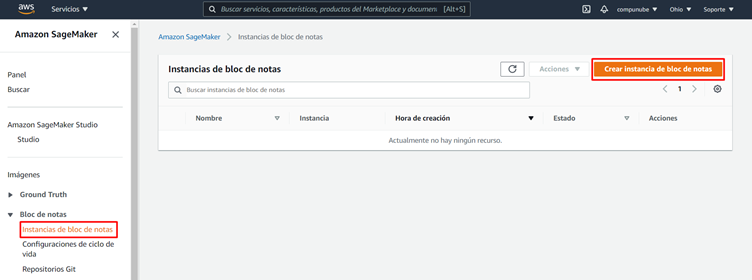 aws
Servicios
Buscar servicios, características, productos del Marketplace y documen [Alt+S]
compunube
Ohio
Soporte
Amazon SageMaker
Panel
Buscar
Amazon SageMaker Studio
Studio
Imágenes
Ground Truth
Bloc de notas
Instancias de bloc de notas
Configuraciones de ciclo de
vida
Repositorios Git
Amazon SageMaker > Instancias de bloc de notas
Instancias de bloc de notas
Acciones
Crear instancia de bloc de notas
Buscar instancias de bloc de notas
1
Nombre Instancia Hora de creación Estado Acciones
Actualmente no hay ningún recurso.